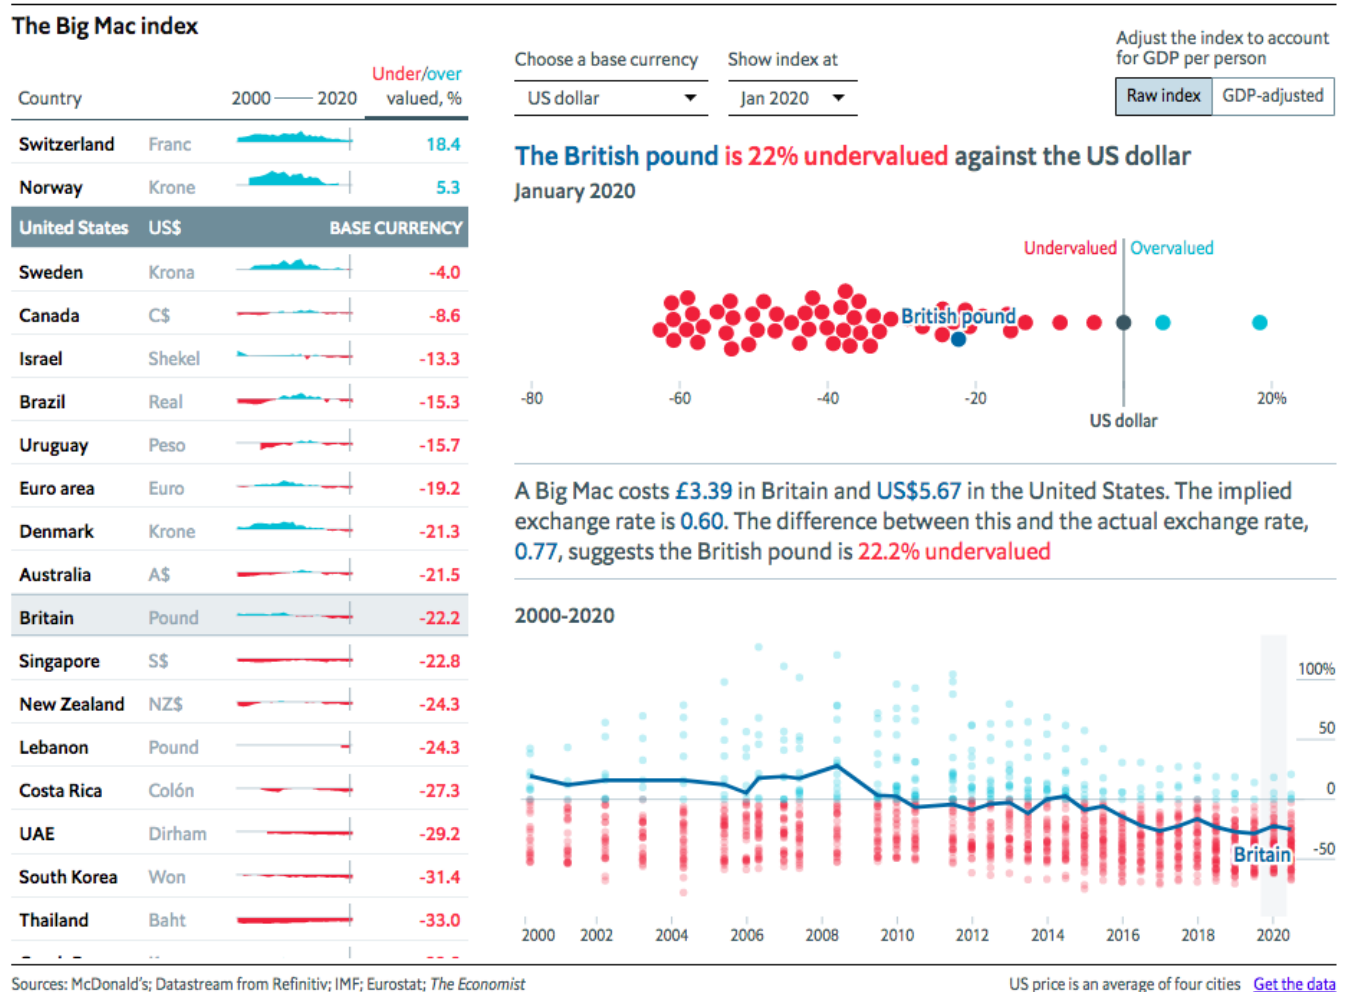 The Big Mac index
Under/over
Country 2000 2020 valued, %
Switzerland Franc 18.4
Norway Krone 5.3
United States US$ BASE CURRENCY
Sweden Krona -4.0
Canada C$ -8.6
Israel Shekel -13.3
Brazil Real -15.3
Uruguay Peso -15.7
Euro area Euro -19.2
Denmark Krone -21.3
Australia A$ -21.5
Britain Pound -22.2
Singapore S$ -22.8
New Zealand NZ$ -24.3
Lebanon Pound -24.3
Costa Rica Colón -27.3
UAE Dirham -29.2
South Korea Won -31.4
Thailand Baht -33.0
Choose a base currency Show index at
US dollar Jan 2020
Adjust the index to account
for GDP per person
Raw index GDP-adjusted
The British pound is 22% undervalued against the US dollar
January 2020
Undervalued Overvalued
British pound
-80 -60 -40 -20 20%
US dollar
A Big Mac costs £3.39 in Britain and US$5.67 in the United States. The implied
exchange rate is 0.60. The difference between this and the actual exchange rate,
0.77, suggests the British pound is 22.2% undervalued
2000-2020
100%
50
0
-50
Britain
2000 2002 2004 2006 2008 2010 2012 2014 2016 2018 2020
Sources: McDonald's; Datastream from Refinitiv; IMF; Eurostat; The Economist
US price is an average of four cities Get the data